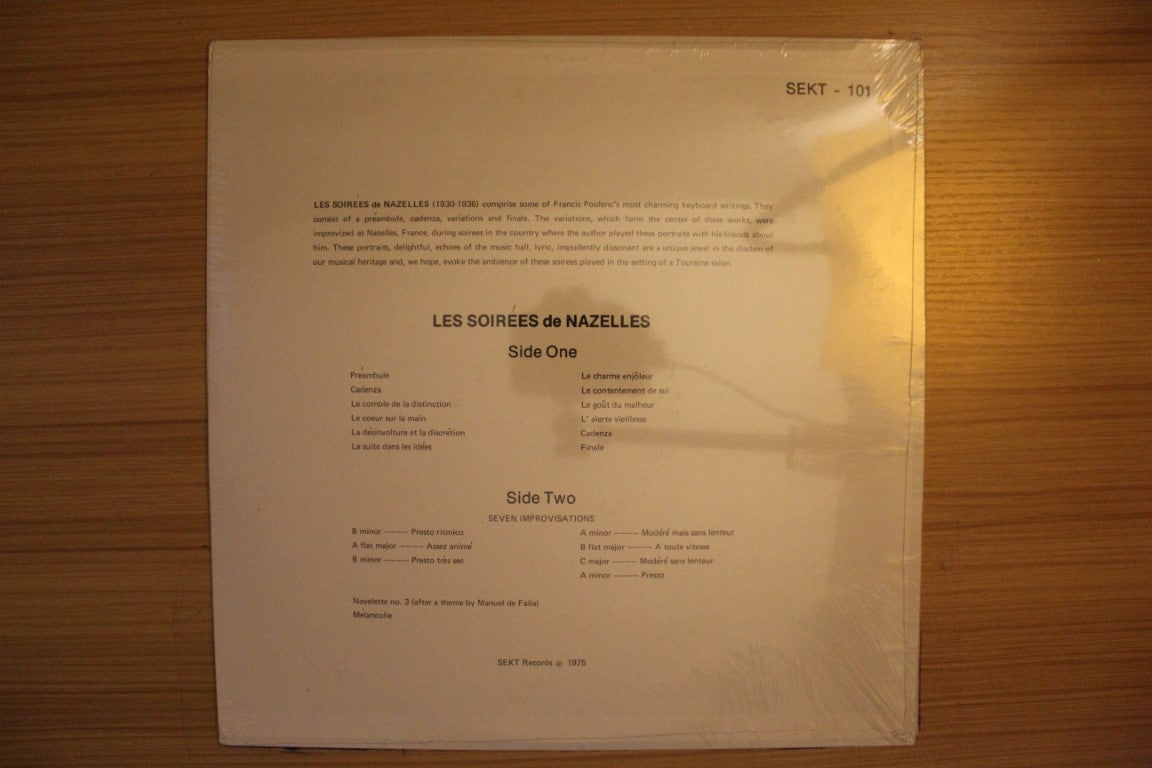 SEKT - 101
LES SOIRÉES de NAZELLES (1930-1936) comprise some of Francis Poulenc's most charming keyboard writings. They
consist of a préambule, cadenza, variations and finale. The variations, which form the center of these works, were
improvized at Nazelles, France, during soirees in the country where the author played these portraits with his friends about
him. These portraits, delightful, echoes of the music hall, lyric, impudently dissonant are a unique jewel in the diadem of
our musical heritage and, we hope, evoke the ambience of these soirees played in the setting of a Touraine salon.
LES SOIRÉES de NAZELLES
Side One
Préambule
Cadenza
Le comble de la distinction
Le coeur sur la main
La désinvolture et la discrétion
La suite dans les idées
Le charme enjôleur
Le contentement de soi
Le goût du malheur
L' alerte vieillesse
Cadenza
Finale
Side Two
SEVEN IMPROVISATIONS
B minor ---- Presto ritmico
A flat major ---- Assez animé
B minor ---- Presto très sec
A minor ---- Modéré mais sans lenteur
B flat major ---- A toute vitesse
C major ---- Modéré sans lenteur
A minor ---- Presto
Novelette no. 3 (after a theme by Manuel de Falla)
Melancolie
SEKT Records ℗ 1975